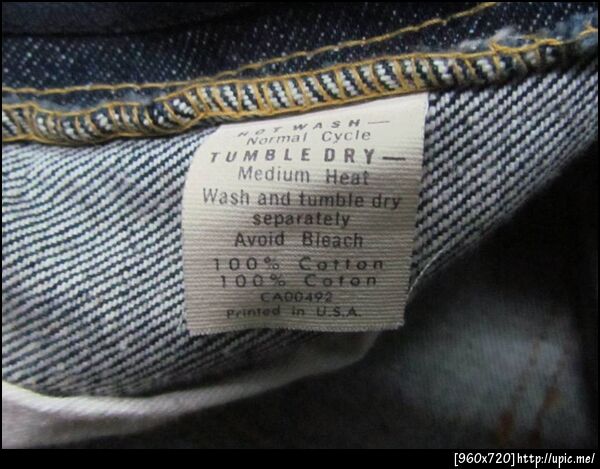 HOT WASH—
Normal Cycle
TUMBLE DRY—
Medium Heat
Wash and tumble dry
separately
Avoid Bleach
100% Cotton
100% Coton
CA00492
Printed in U.S.A.
[960x720]http://upic.me/